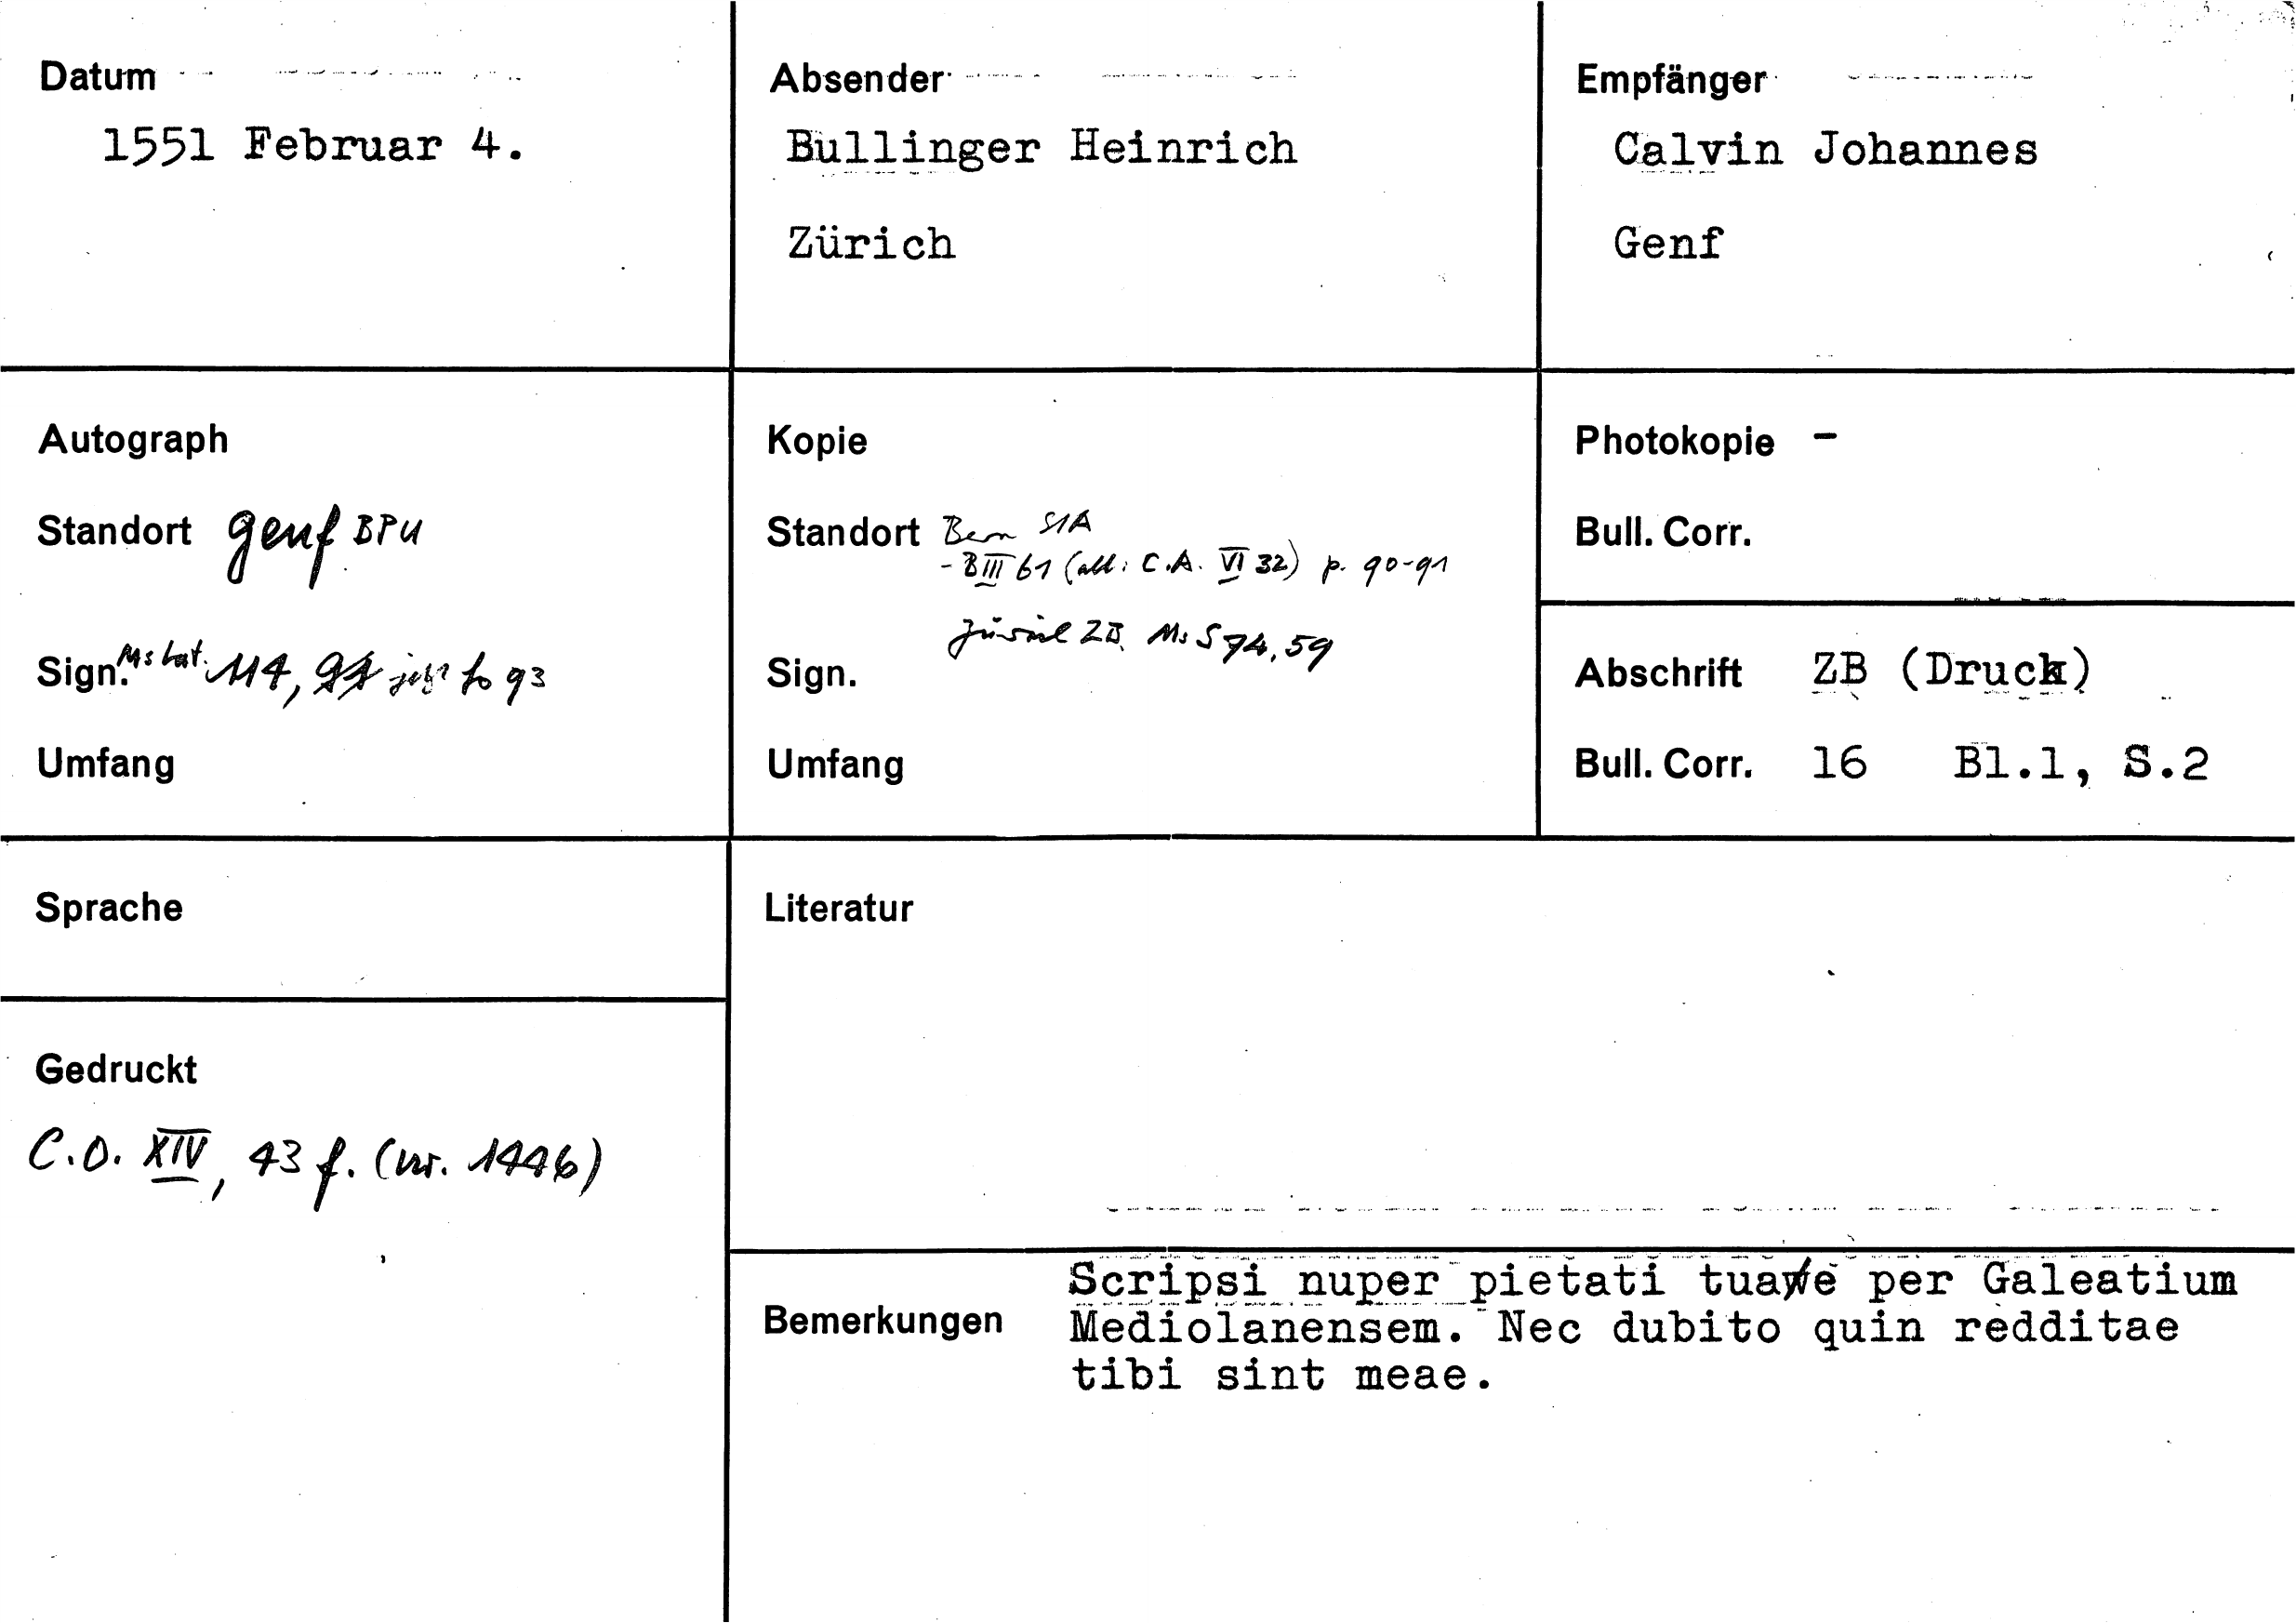 Datum
1551 Februar 4.
Absender
Bullinger Heinrich
Zürich
Empfänger
Calvin Johannes
Genf
Autograph
Standort Genf BPU
Sign. Ms lat. 114, jetzt fo 93
Umfang
Kopie
Standort Bern StA
- B III 61 (alt: C.A. VI 32) p. 90-91
Zürich ZB, Ms S 74, 59
Sign.
Umfang
Photokopie -
Bull. Corr.
Abschrift ZB (Druck)
Bull. Corr. 16 Bl.1, S.2
Sprache
Gedruckt
C.O. XIV, 43 f. (nr. 1446)
Literatur
Bemerkungen
Scripsi nuper pietati tuae per Galeatium
Mediolanensem. Nec dubito quin redditae
tibi sint meae.